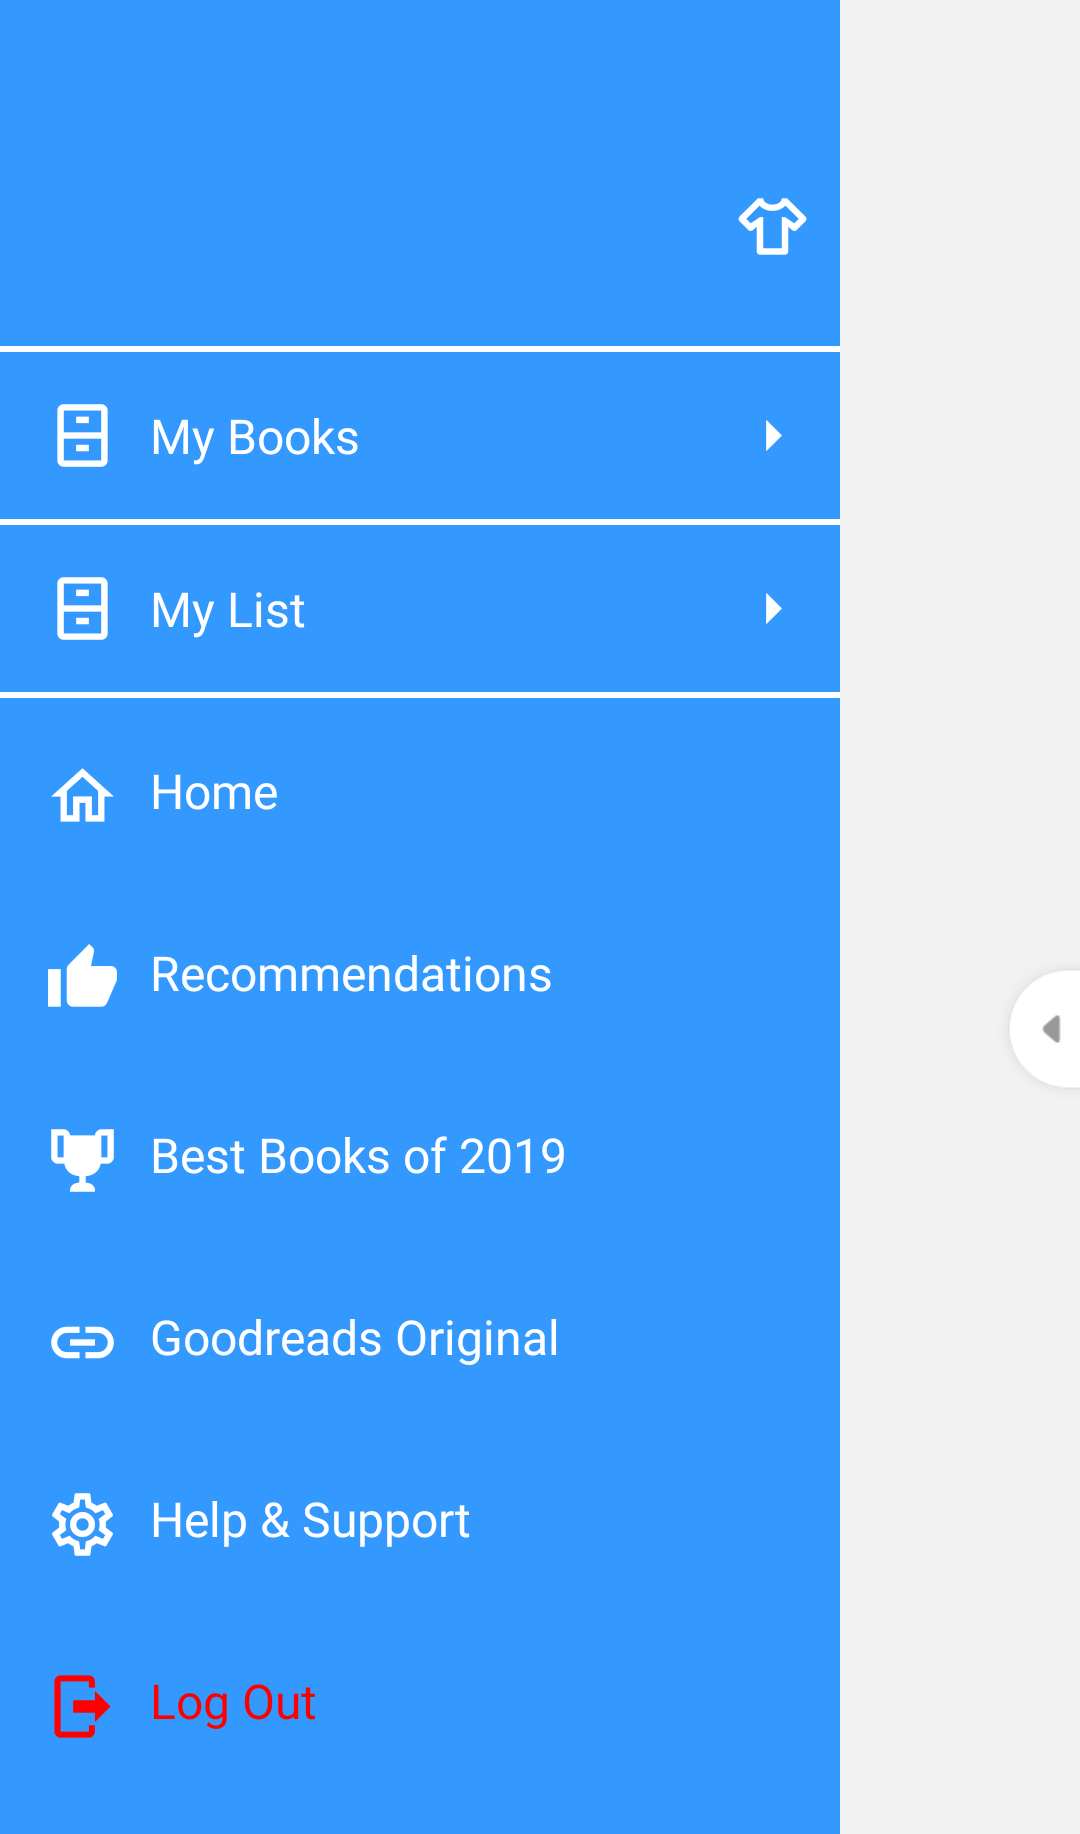 My Books
My List
Home
Recommendations
Best Books of 2019
Goodreads Original
Help & Support
Log Out